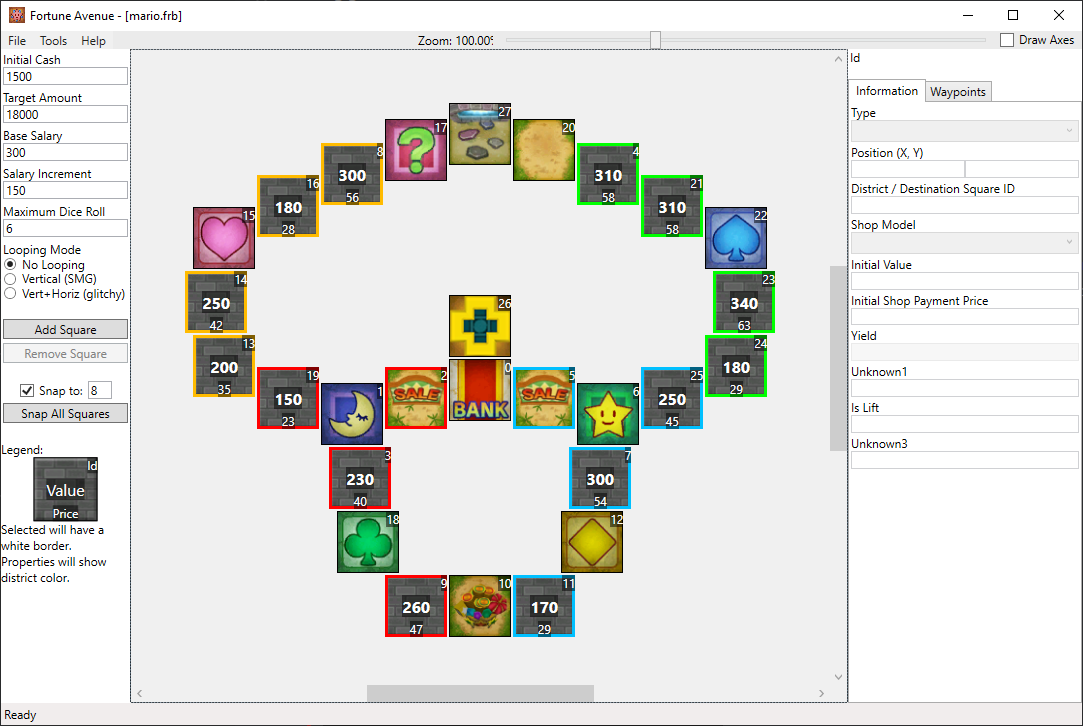 Fortune Avenue - [mario.frb]
File Tools Help
Zoom: 100.00%
Draw Axes
Initial Cash
1500
Target Amount
18000
Base Salary
300
Salary Increment
150
Maximum Dice Roll
6
Looping Mode
No Looping
Vertical (SMG)
Vert+Horiz (glitchy)
Add Square
Remove Square
Snap to: 8
Snap All Squares
Legend:
Id
Value
Price
Selected will have a
white border.
Properties will show
district color.
27
17
20
8
300
56
4
310
58
16
180
28
21
310
58
15
22
14
250
42
23
340
63
26
13
200
35
24
180
29
19
150
23
1
2
SALE
0
BANK
5
SALE
6
25
250
45
3
230
40
7
300
54
18
12
9
260
47
10
11
170
29
Id
Information Waypoints
Type
Position (X, Y)
District / Destination Square ID
Shop Model
Initial Value
Initial Shop Payment Price
Yield
Unknown1
Is Lift
Unknown3
Ready